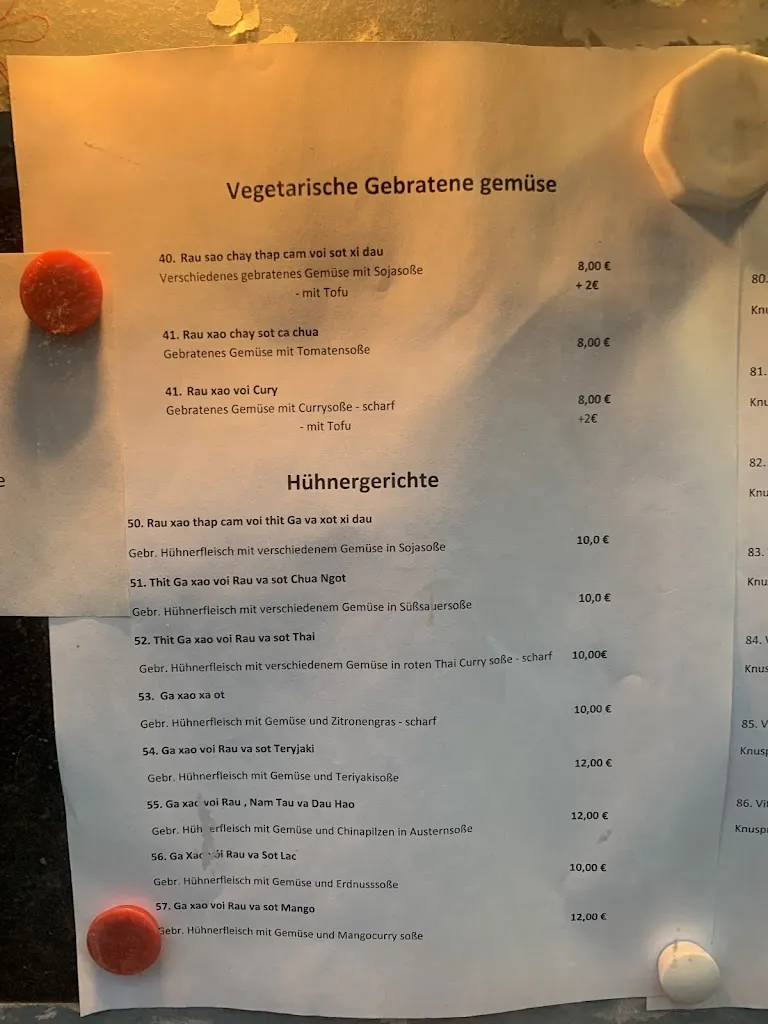 Vegetarische Gebratene gemüse
40. Rau sao chay thap cam voi sot xi dau
Verschiedenes gebratenes Gemüse mit Sojasoße 8,00 €
- mit Tofu + 2€
41. Rau xao chay sot ca chua
Gebratenes Gemüse mit Tomatensoße 8,00 €
41. Rau xao voi Cury
Gebratenes Gemüse mit Currysoße - scharf 8,00 €
- mit Tofu +2€
Hühnergerichte
50. Rau xao thap cam voi thit Ga va xot xi dau
Gebr. Hühnerfleisch mit verschiedenem Gemüse in Sojasoße 10,0 €
51. Thit Ga xao voi Rau va sot Chua Ngot
Gebr. Hühnerfleisch mit verschiedenem Gemüse in Süßsauersoße 10,0 €
52. Thit Ga xao voi Rau va sot Thai
Gebr. Hühnerfleisch mit verschiedenem Gemüse in roten Thai Curry soße - scharf 10,00€
53. Ga xao xa ot
Gebr. Hühnerfleisch mit Gemüse und Zitronengras - scharf 10,00 €
54. Ga xao voi Rau va sot Teryjaki
Gebr. Hühnerfleisch mit Gemüse und Teriyakisoße 12,00 €
55. Ga xao voi Rau , Nam Tau va Dau Hao
Gebr. Hühnerfleisch mit Gemüse und Chinapilzen in Austernsoße 12,00 €
56. Ga Xao vói Rau va Sot Lac
Gebr. Hühnerfleisch mit Gemüse und Erdnusssoße 10,00 €
57. Ga xao voi Rau va sot Mango
Gebr. Hühnerfleisch mit Gemüse und Mangocurry soße 12,00 €
e
80.
Knu
81.
Knu
82.
Knu
83.
Knu
84. V
Knus
85. V
Knusp
86. Vi
Knuspr